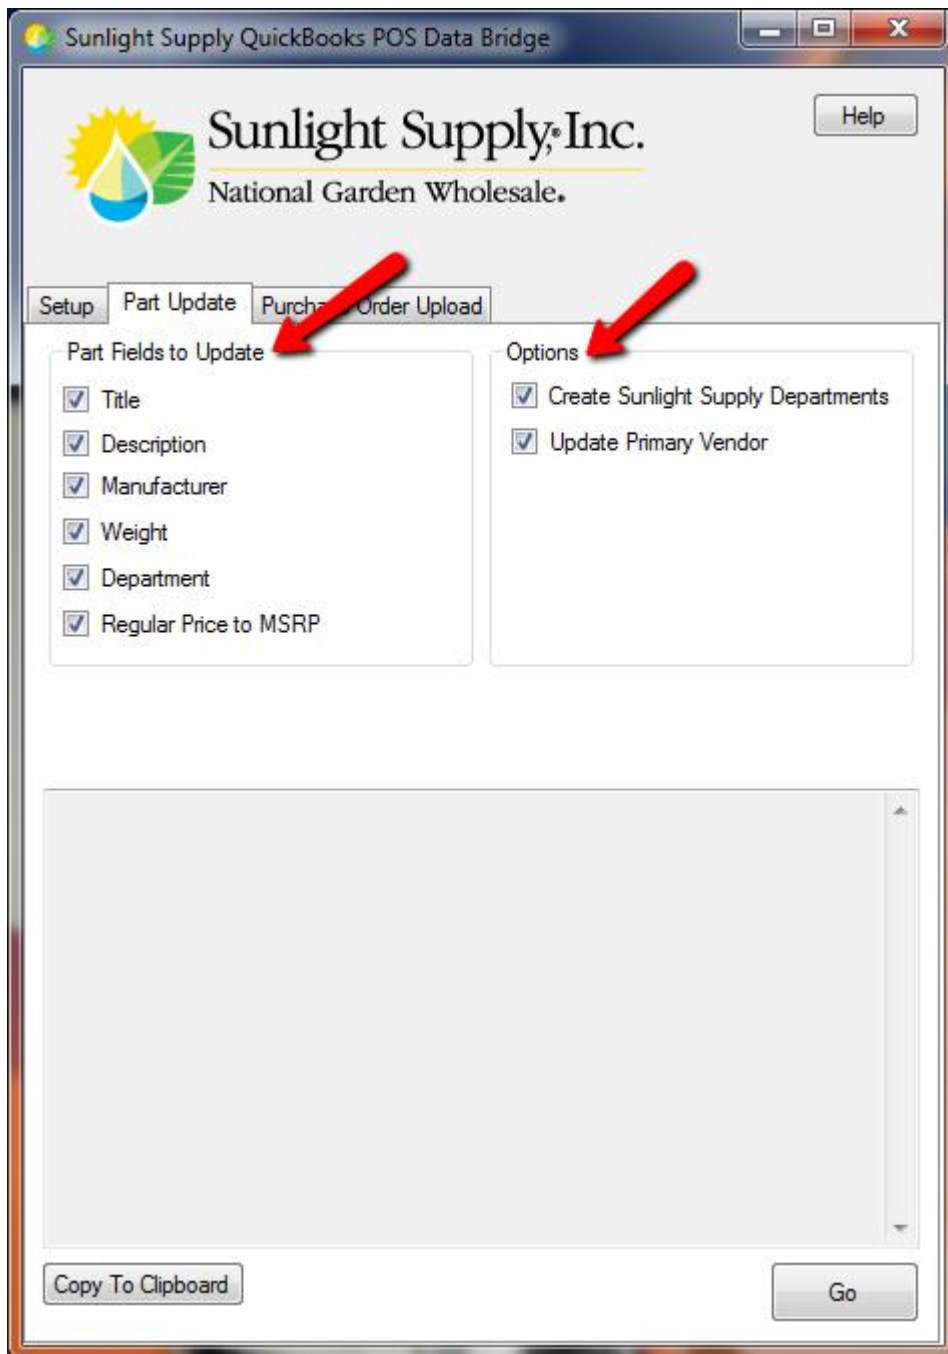 Sunlight Supply QuickBooks POS Data Bridge
Sunlight Supply, Inc.
National Garden Wholesale.
Help
Setup
Part Update
Order Upload
Part Fields to Update
Title
Description
Manufacturer
Weight
Department
Regular Price to MSRP
Options
Create Sunlight Supply Departments
Update Primary Vendor
Copy To Clipboard
Go